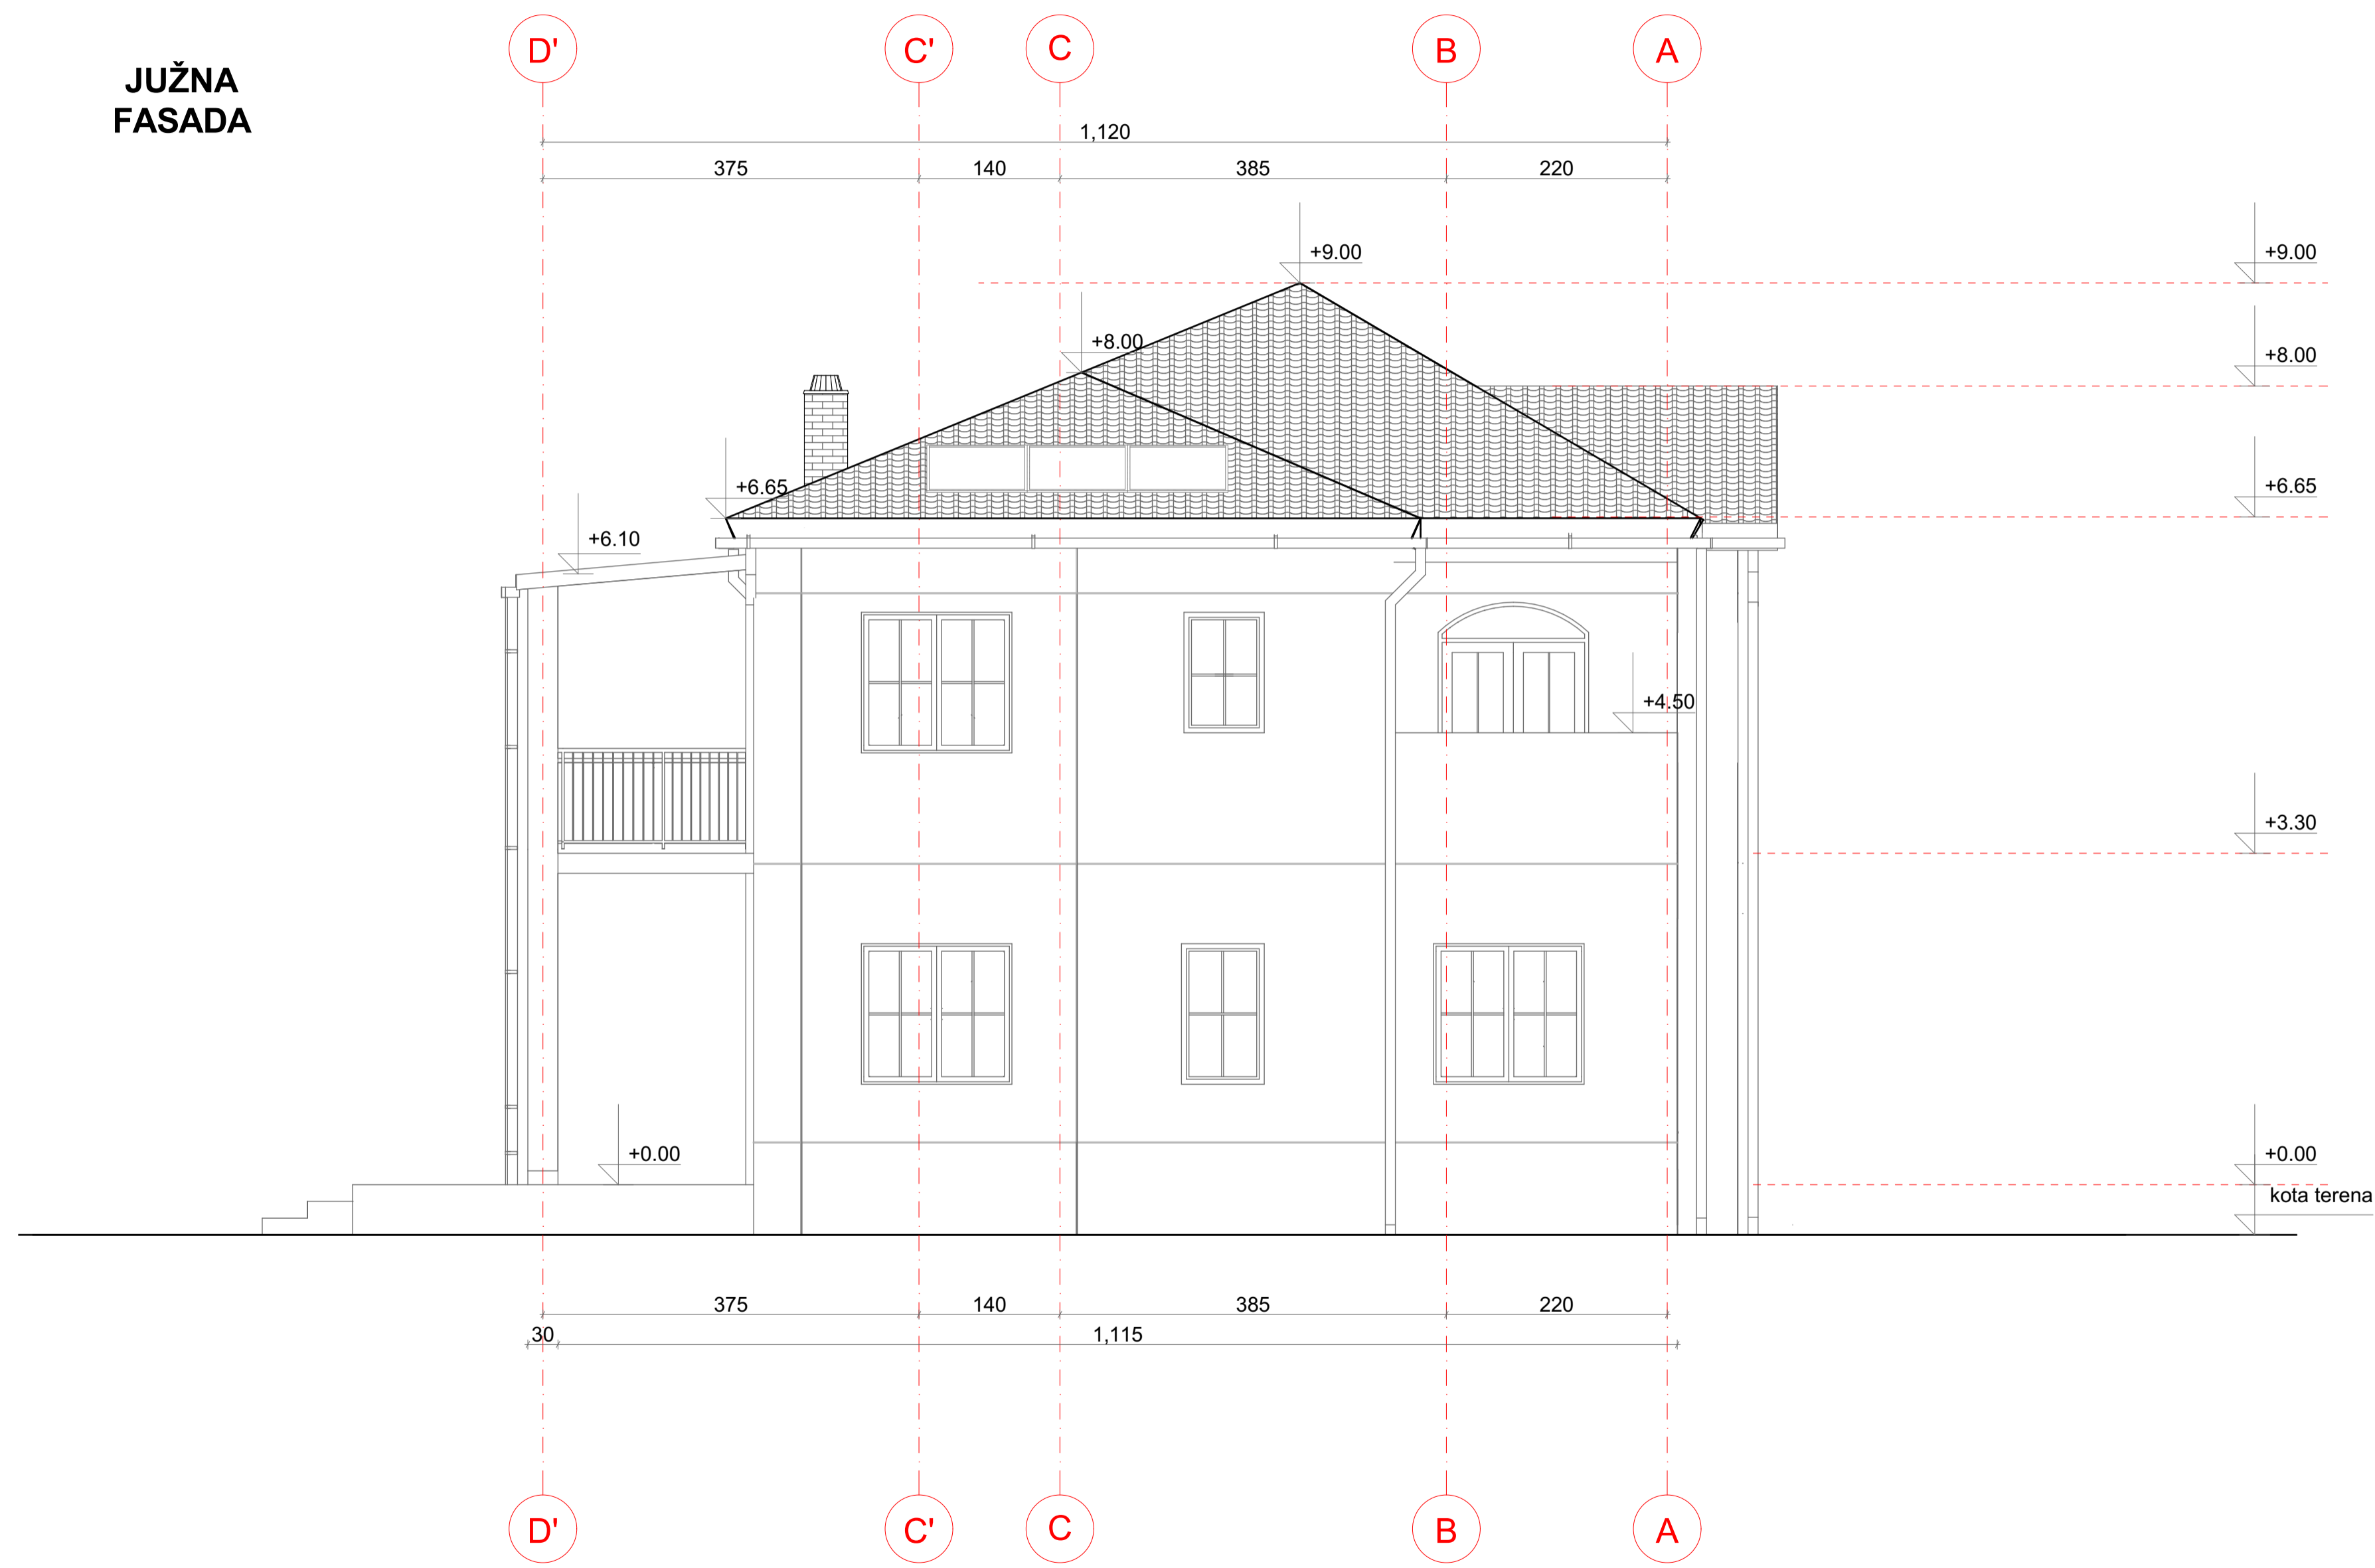 D' C' C B A
JUŽNA
FASADA
1,120
375 140 385 220
+9.00 +9.00
+8.00 +8.00
+6.65 +6.65
+6.10
+4.50
+3.30
+0.00 +0.00
kota terena
375 140 385 220
30 1,115
D' C' C B A